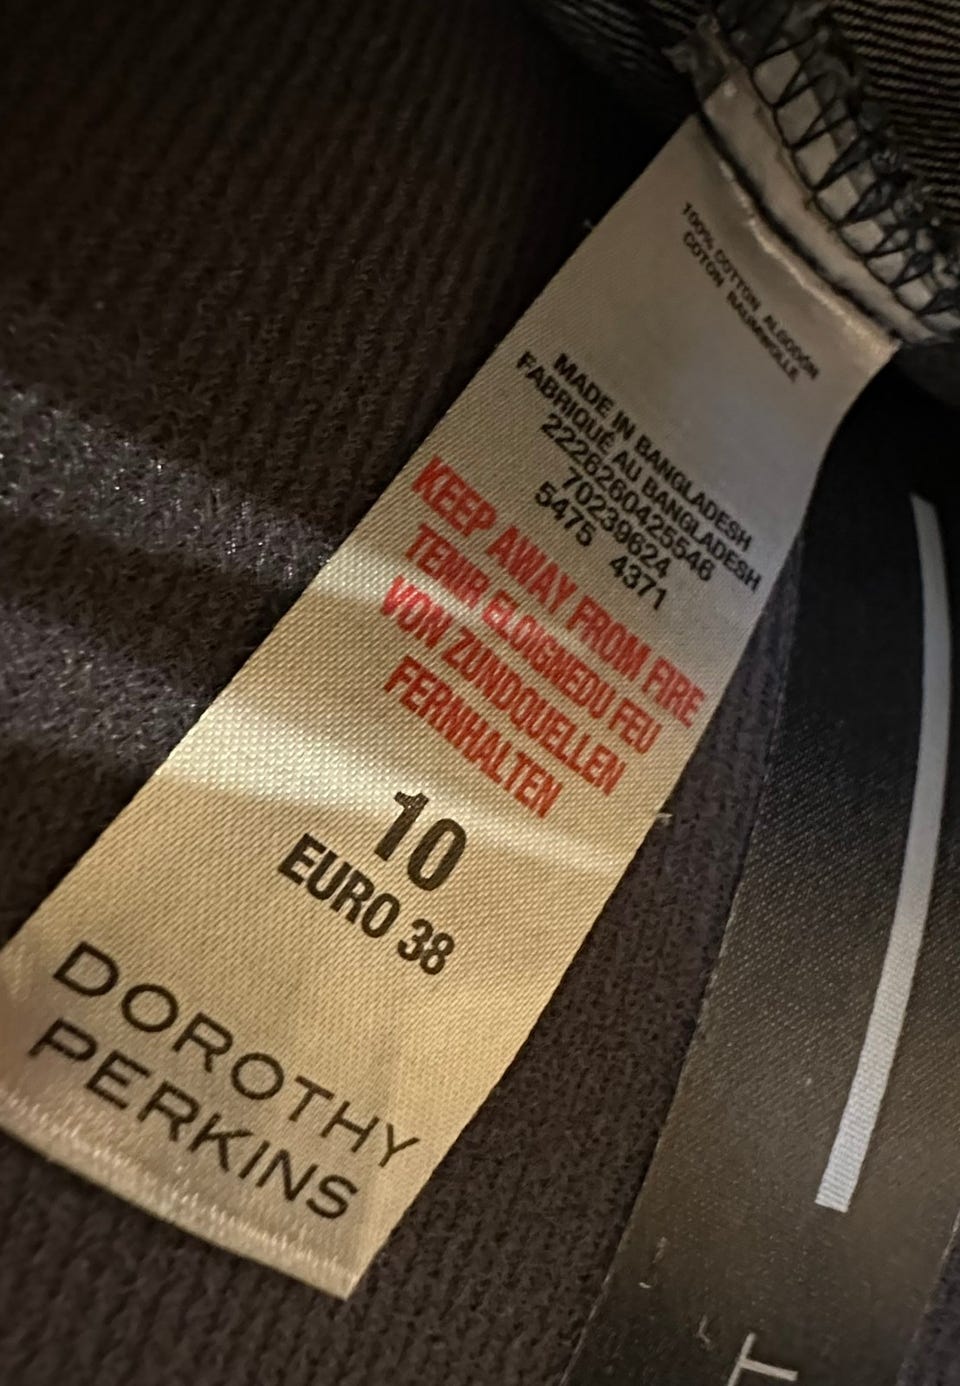 100% COTTON ALGODÓN
COTON BAUMWOLLE
MADE IN BANGLADESH
FABRIQUÉ AU BANGLADESH
2226260425546
70239624
5475 4371
KEEP AWAY FROM FIRE
TENIR ELOIGNEDU FEU
VON ZUNDQUELLEN
FERNHALTEN
10
EURO 38
DOROTHY
PERKINS